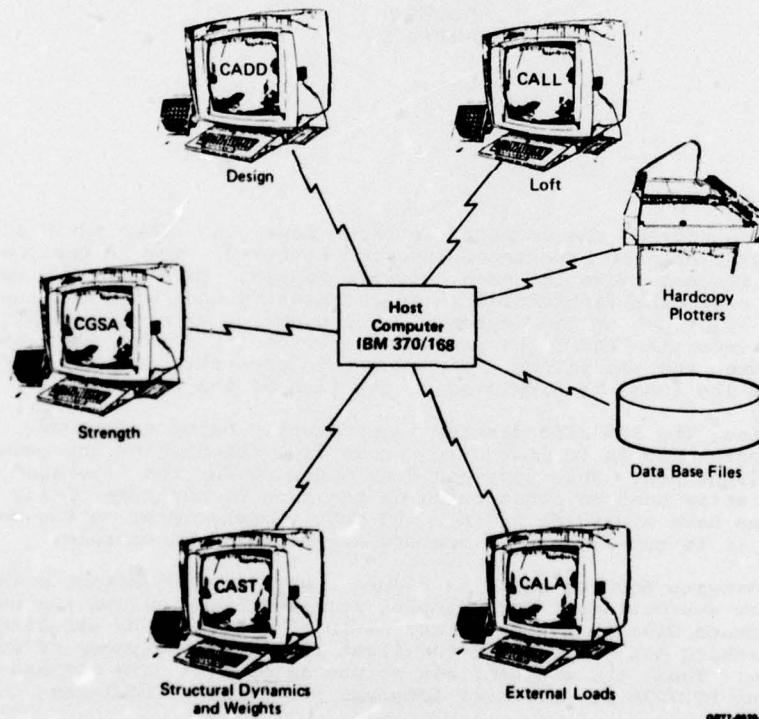 CADD
CALL
Design
Loft
Hardcopy
Plotters
Host
Computer
IBM 370/168
CGSA
Strength
Data Base Files
CAST
CALA
Structural Dynamics
and Weights
External Loads